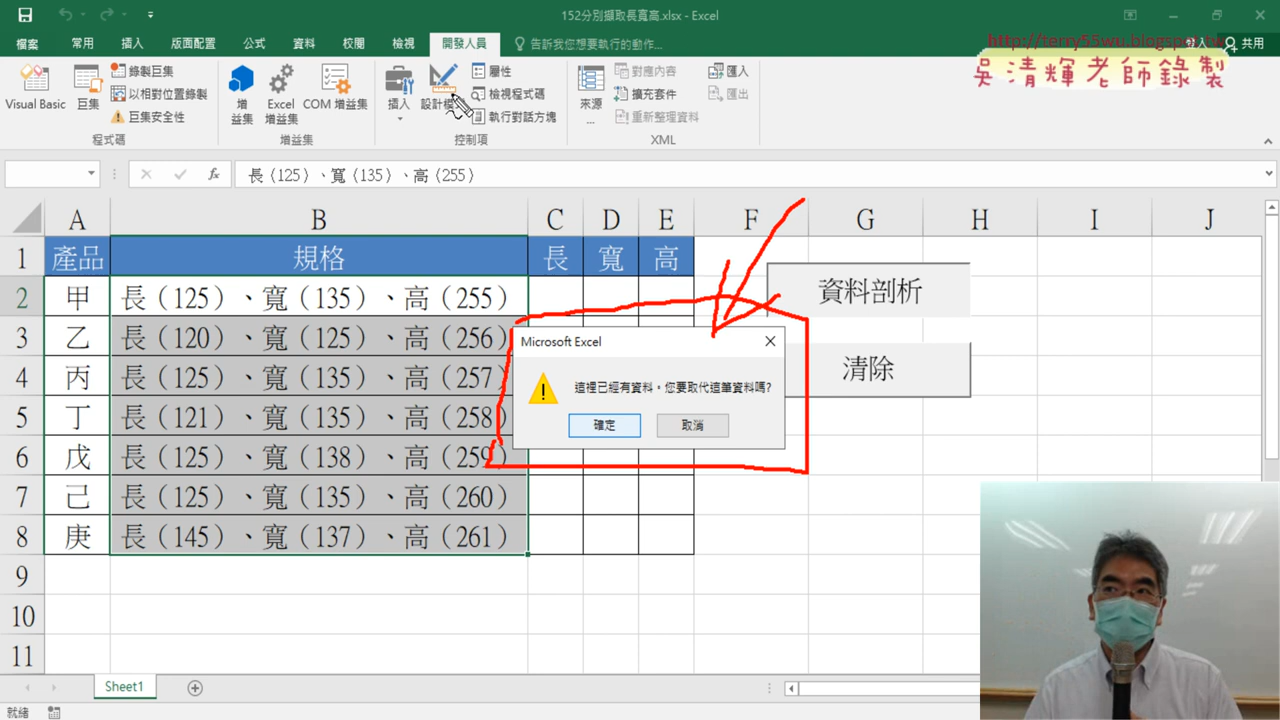 152分別擷取長寬高.xlsx - Excel
檔案 常用 插入 版面配置 公式 資料 校閱 檢視 開發人員 告訴我您想要執行的動作... 登入 共用
http://terry55wu.blogspot.tw
吳清輝老師錄製
Visual Basic 巨集 錄製巨集 以相對位置錄製 巨集安全性
增益集 Excel 增益集 COM 增益集
插入 設計模 屬性 檢視程式碼 執行對話方塊
來源... 對應內容 擴充套件 重新整理資料 匯入 匯出
程式碼 增益集 控制項 XML
fx 長（125）、寬（135）、高（255）
A B C D E F G H I J
1 產品 規格 長 寬 高
2 甲 長（125）、寬（135）、高（255）
3 乙 長（120）、寬（125）、高（256）
4 丙 長（125）、寬（135）、高（257）
5 丁 長（121）、寬（135）、高（258）
6 戊 長（125）、寬（138）、高（259）
7 己 長（125）、寬（135）、高（260）
8 庚 長（145）、寬（137）、高（261）
9
10
11
資料剖析
清除
Microsoft Excel
這裡已經有資料。您要取代這筆資料嗎?
確定 取消
Sheet1
就緒